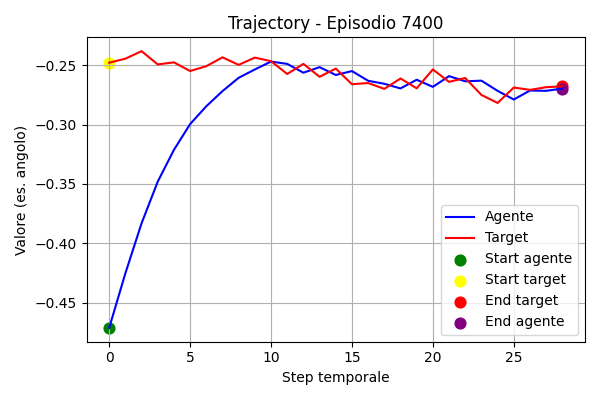 Trajectory - Episodio 7400
Valore (es. angolo)
−0.25
−0.30
−0.35
−0.40
−0.45
Agente
Target
Start agente
Start target
End target
End agente
0 5 10 15 20 25
Step temporale